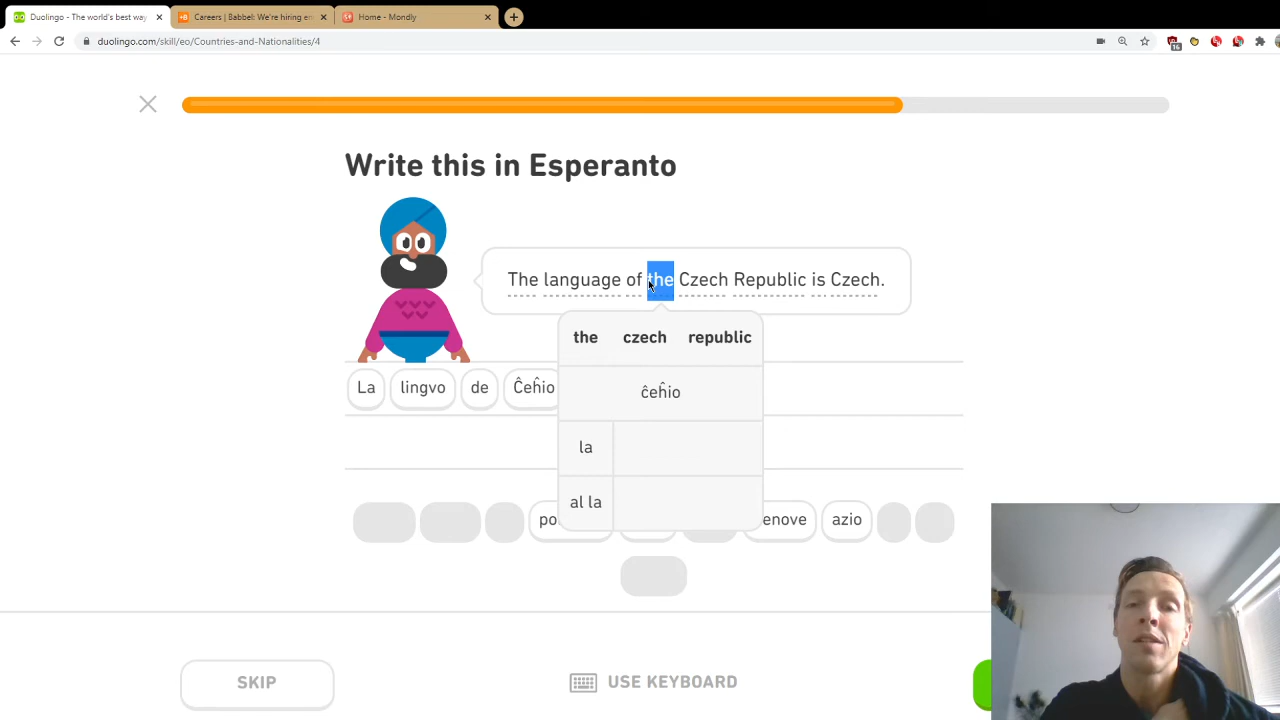 Duolingo - The world's best way
Careers | Babbel: We're hiring en
Home - Mondly
duolingo.com/skill/eo/Countries-and-Nationalities/4
16
Write this in Esperanto
The language of the Czech Republic is Czech.
the czech republic
La lingvo de Ĉeĥio
ĉeĥio
la
al la
po
enove azio
SKIP
USE KEYBOARD